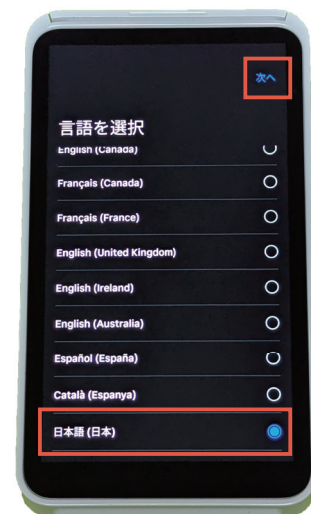 次へ
言語を選択
English (Canada)
Français (Canada)
Français (France)
English (United Kingdom)
English (Ireland)
English (Australia)
Español (España)
Català (Espanya)
日本語 (日本)